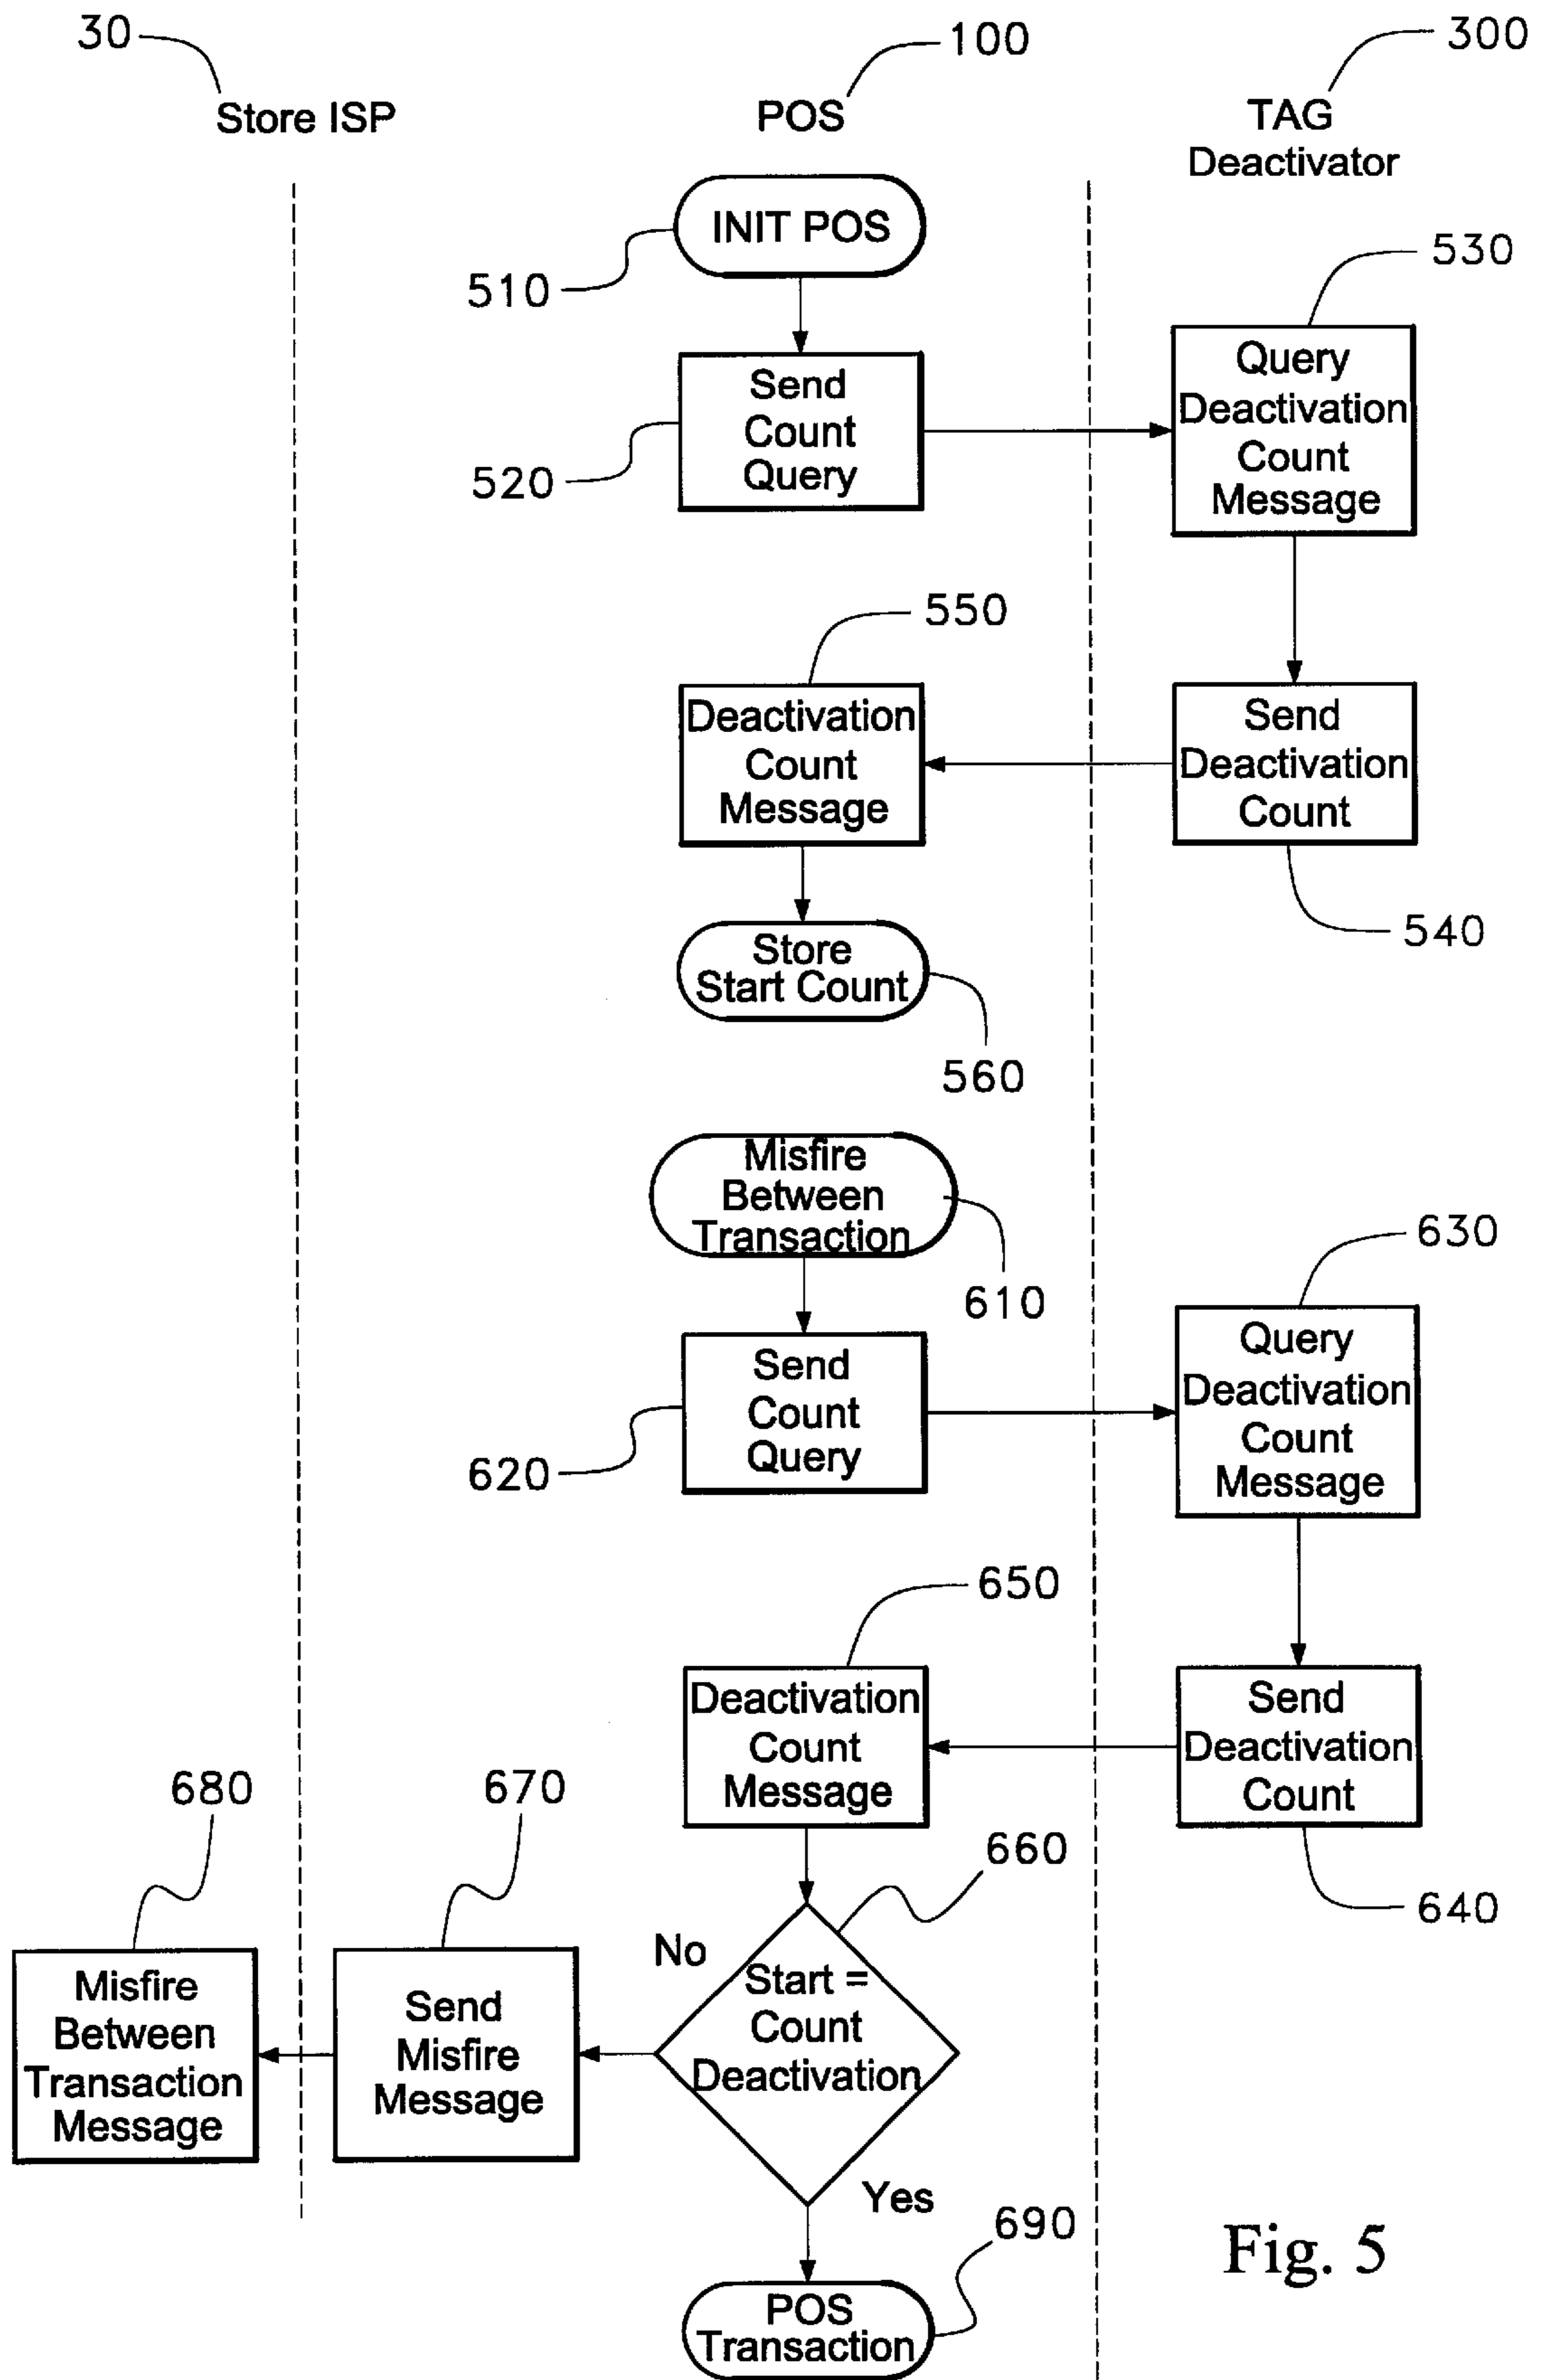 30
100
300
Store ISP
POS
TAG
Deactivator
INIT POS
510
530
Send
Count
Query
520
Query
Deactivation
Count
Message
550
Deactivation
Count
Message
Send
Deactivation
Count
540
Store
Start Count
560
Misfire
Between
Transaction
610
630
Send
Count
Query
620
Query
Deactivation
Count
Message
650
Deactivation
Count
Message
Send
Deactivation
Count
640
680
670
660
Misfire
Between
Transaction
Message
Send
Misfire
Message
No
Start =
Count
Deactivation
Yes
690
POS
Transaction
Fig. 5